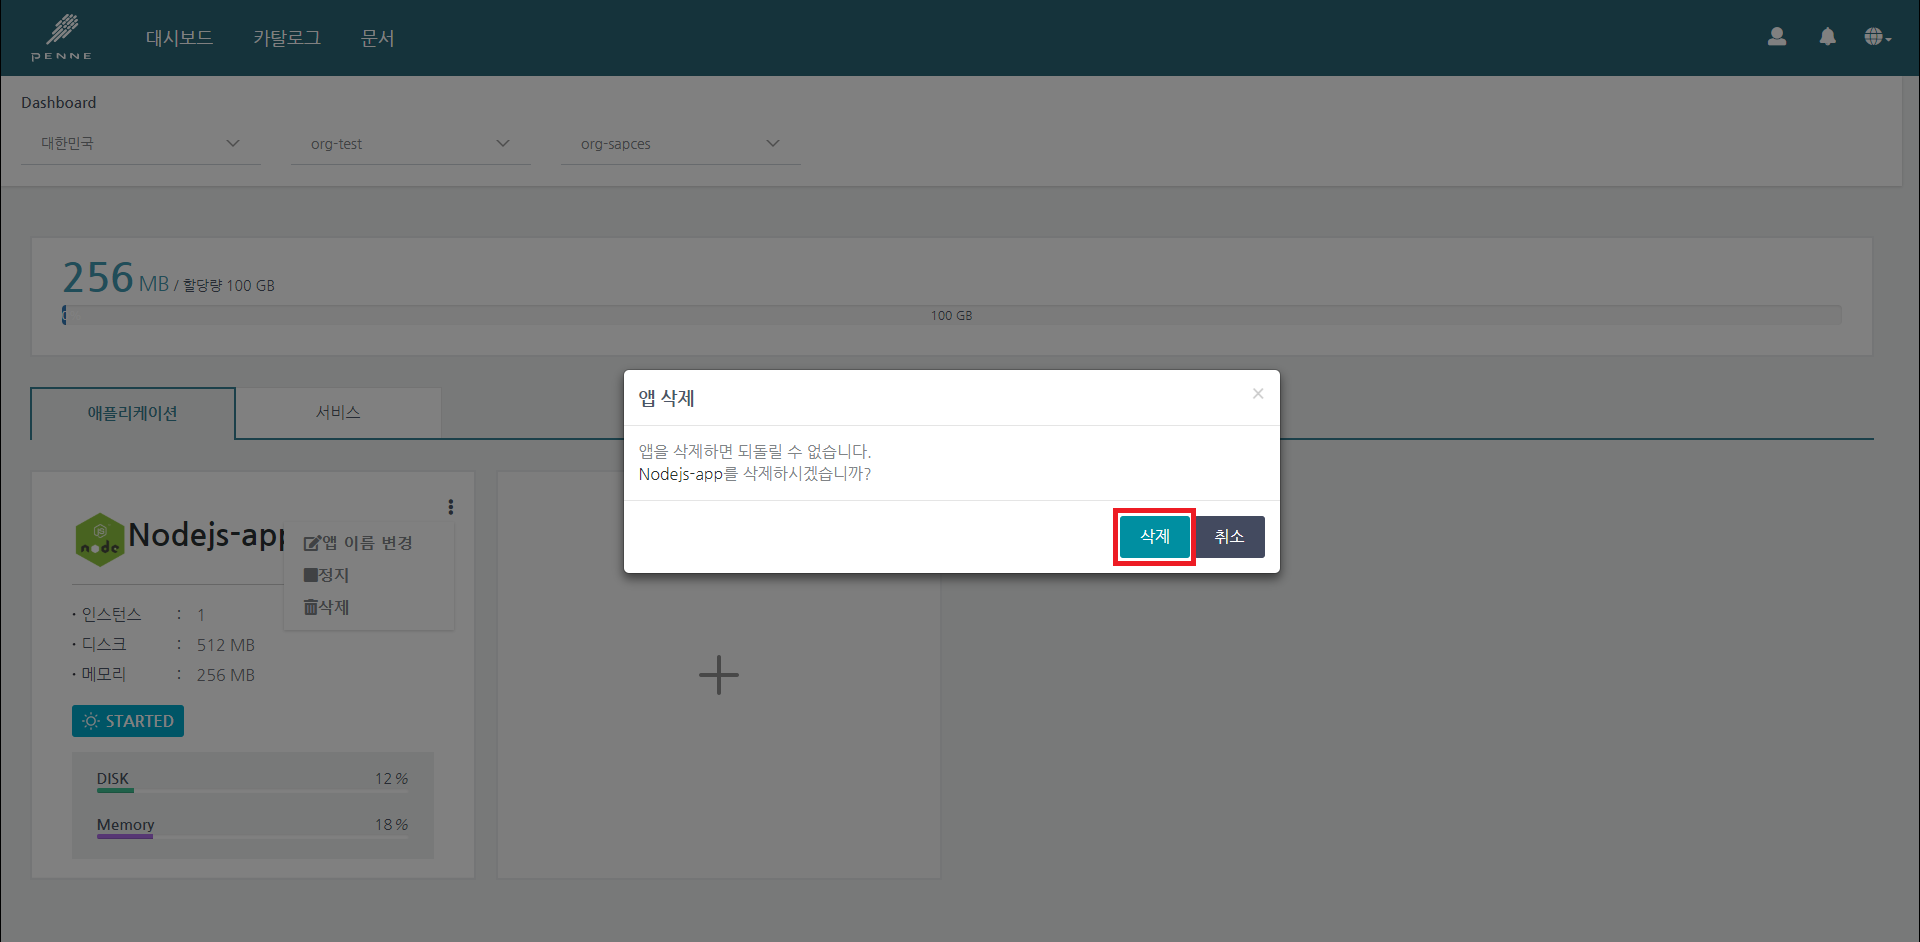 PENNE
대시보드 카탈로그 문서
Dashboard
대한민국 org-test org-sapces
256 MB / 할당량 100 GB
100 GB
애플리케이션 서비스
Nodejs-app
앱 이름 변경
정지
삭제
· 인스턴스 : 1
· 디스크 : 512 MB
· 메모리 : 256 MB
STARTED
DISK 12 %
Memory 18 %
앱 삭제 ×
앱을 삭제하면 되돌릴 수 없습니다.
Nodejs-app를 삭제하시겠습니까?
삭제 취소